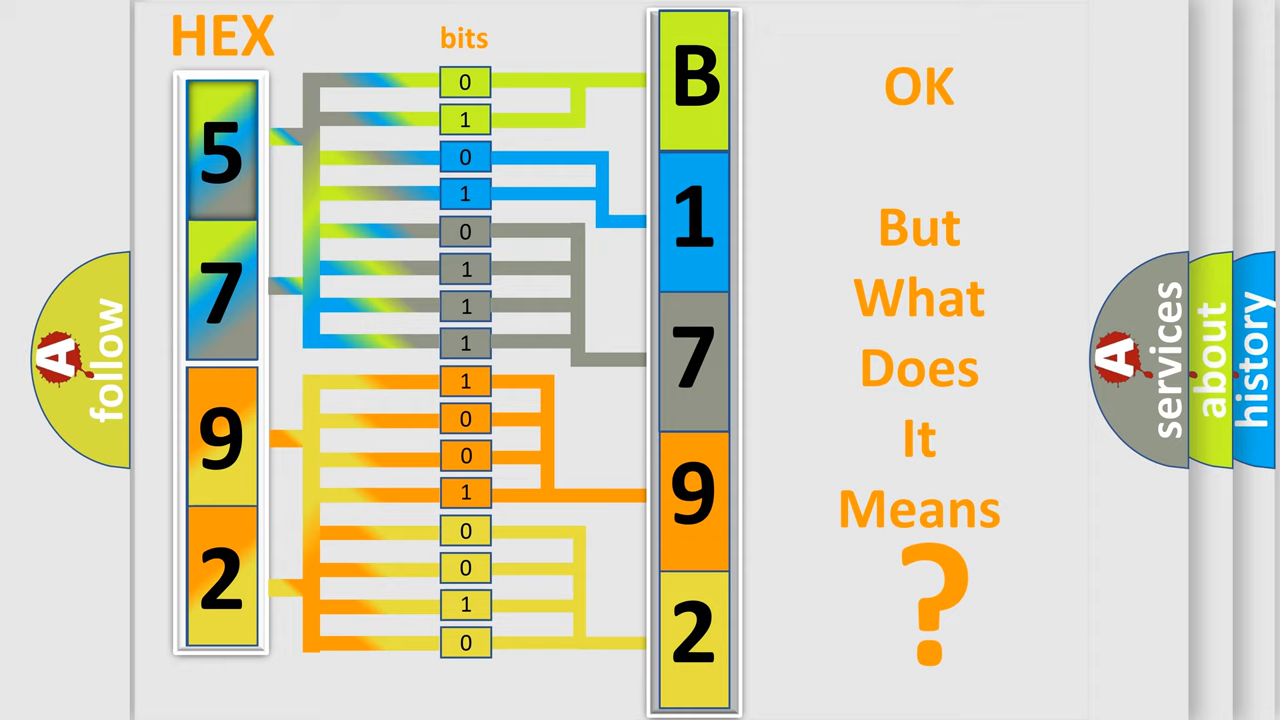 HEX
bits
5
7
9
2
0
1
0
1
0
1
1
1
1
0
0
1
0
0
1
0
B
1
7
9
2
OK
But
What
Does
It
Means
?
A
follow
A
services
about
history